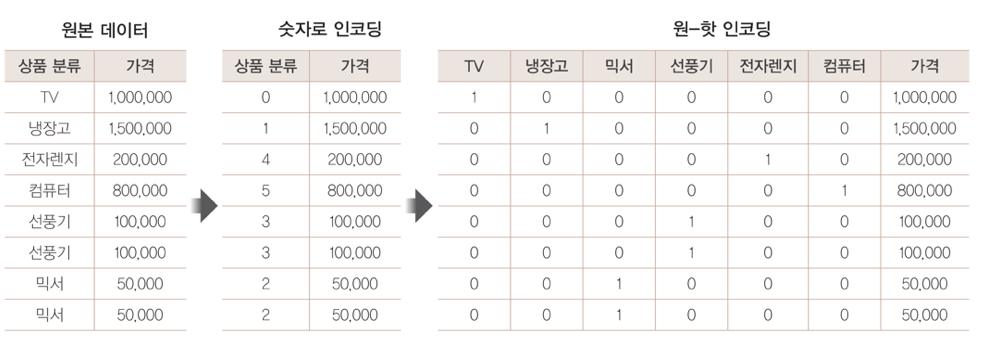 원본 데이터 숫자로 인코딩 원-핫 인코딩
상품 분류 가격 상품 분류 가격 TV 냉장고 믹서 선풍기 전자렌지 컴퓨터 가격
TV 1,000,000 0 1,000,000 1 0 0 0 0 0 1,000,000
냉장고 1,500,000 1 1,500,000 0 1 0 0 0 0 1,500,000
전자렌지 200,000 4 200,000 0 0 0 0 1 0 200,000
컴퓨터 800,000 5 800,000 0 0 0 0 0 1 800,000
선풍기 100,000 3 100,000 0 0 0 1 0 0 100,000
선풍기 100,000 3 100,000 0 0 0 1 0 0 100,000
믹서 50,000 2 50,000 0 0 1 0 0 0 50,000
믹서 50,000 2 50,000 0 0 1 0 0 0 50,000